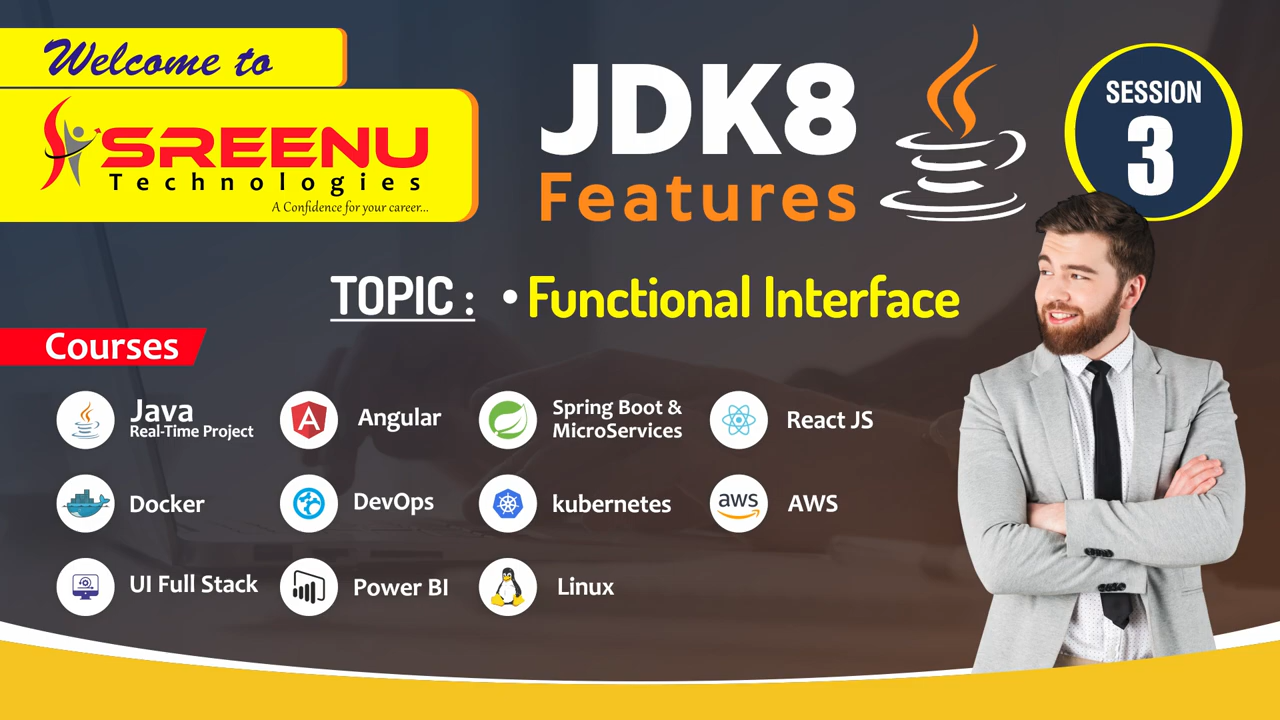 Welcome to
SREENU
Technologies
A Confidence for your career...
JDK8
Features
SESSION
3
TOPIC : • Functional Interface
Courses
Java
Real-Time Project
Angular
Spring Boot &
MicroServices
React JS
Docker
DevOps
kubernetes
aws
AWS
UI Full Stack
Power BI
Linux